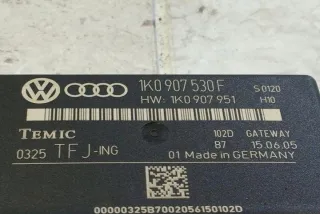 1K0 907 530 F S0120
HW: 1K0 907 951 H10
TEMIC 102D GATEWAY
0325 TFJ-ING B7 15.06.05
01 Made in GERMANY
00000325B7002056150102D